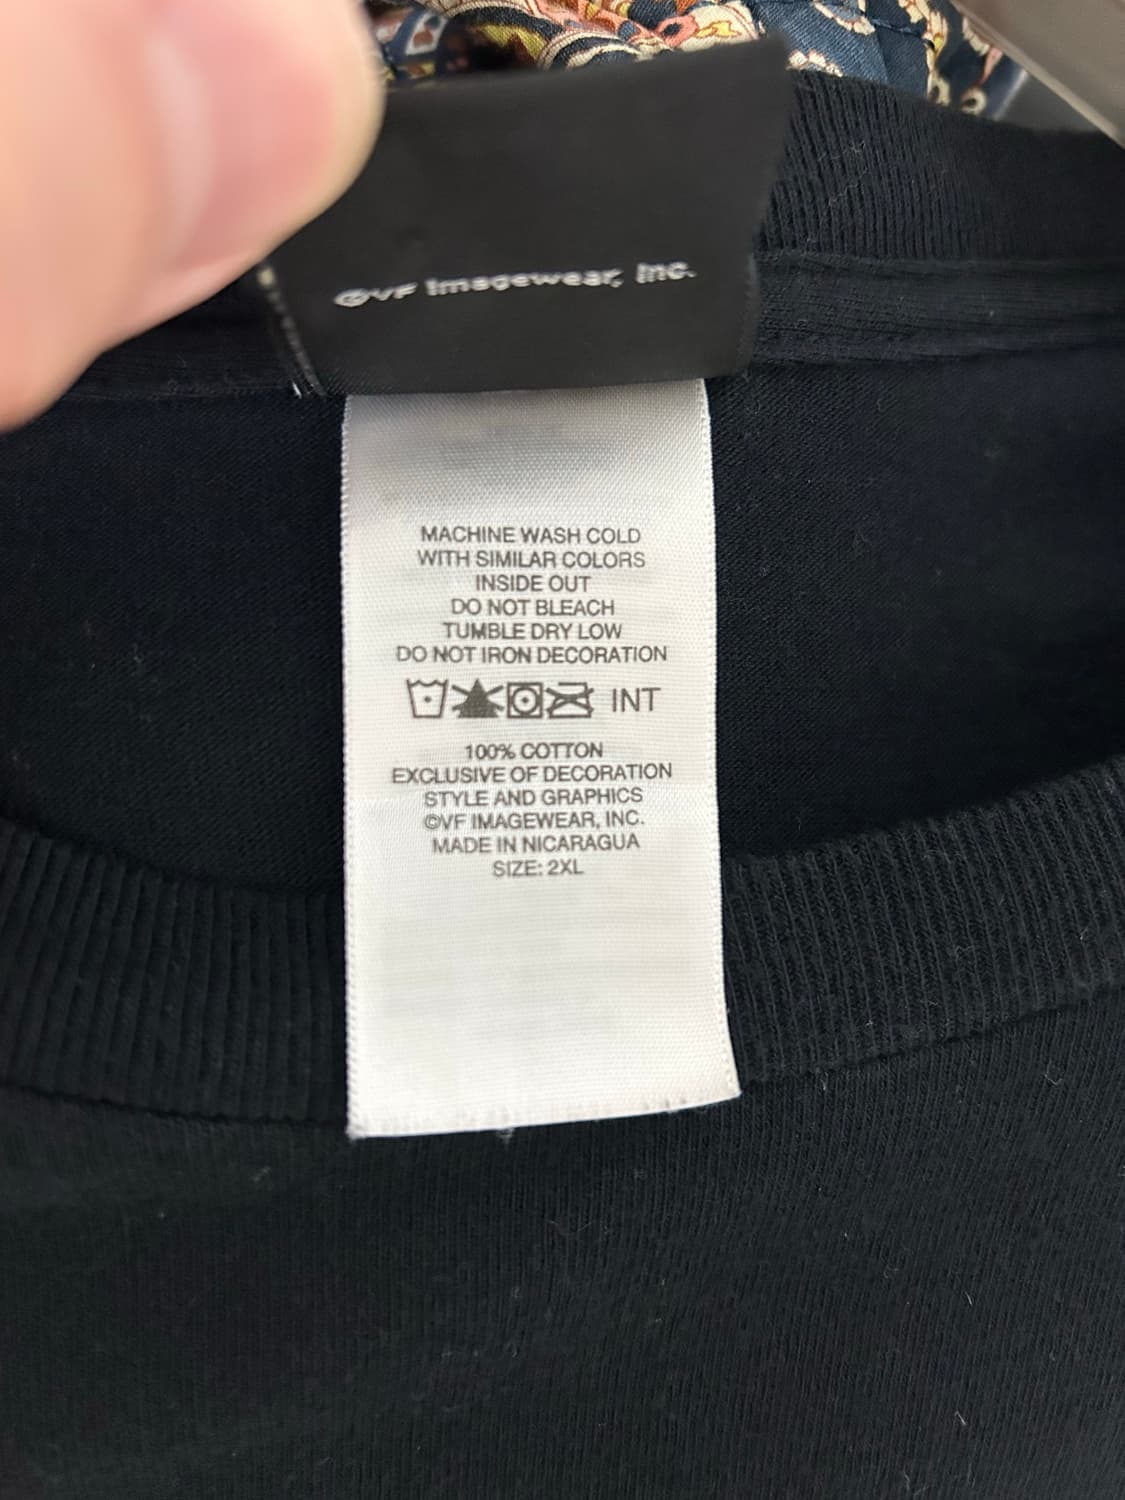 ©VF Imagewear, Inc.
MACHINE WASH COLD
WITH SIMILAR COLORS
INSIDE OUT
DO NOT BLEACH
TUMBLE DRY LOW
DO NOT IRON DECORATION
INT
100% COTTON
EXCLUSIVE OF DECORATION
STYLE AND GRAPHICS
©VF IMAGEWEAR, INC.
MADE IN NICARAGUA
SIZE: 2XL